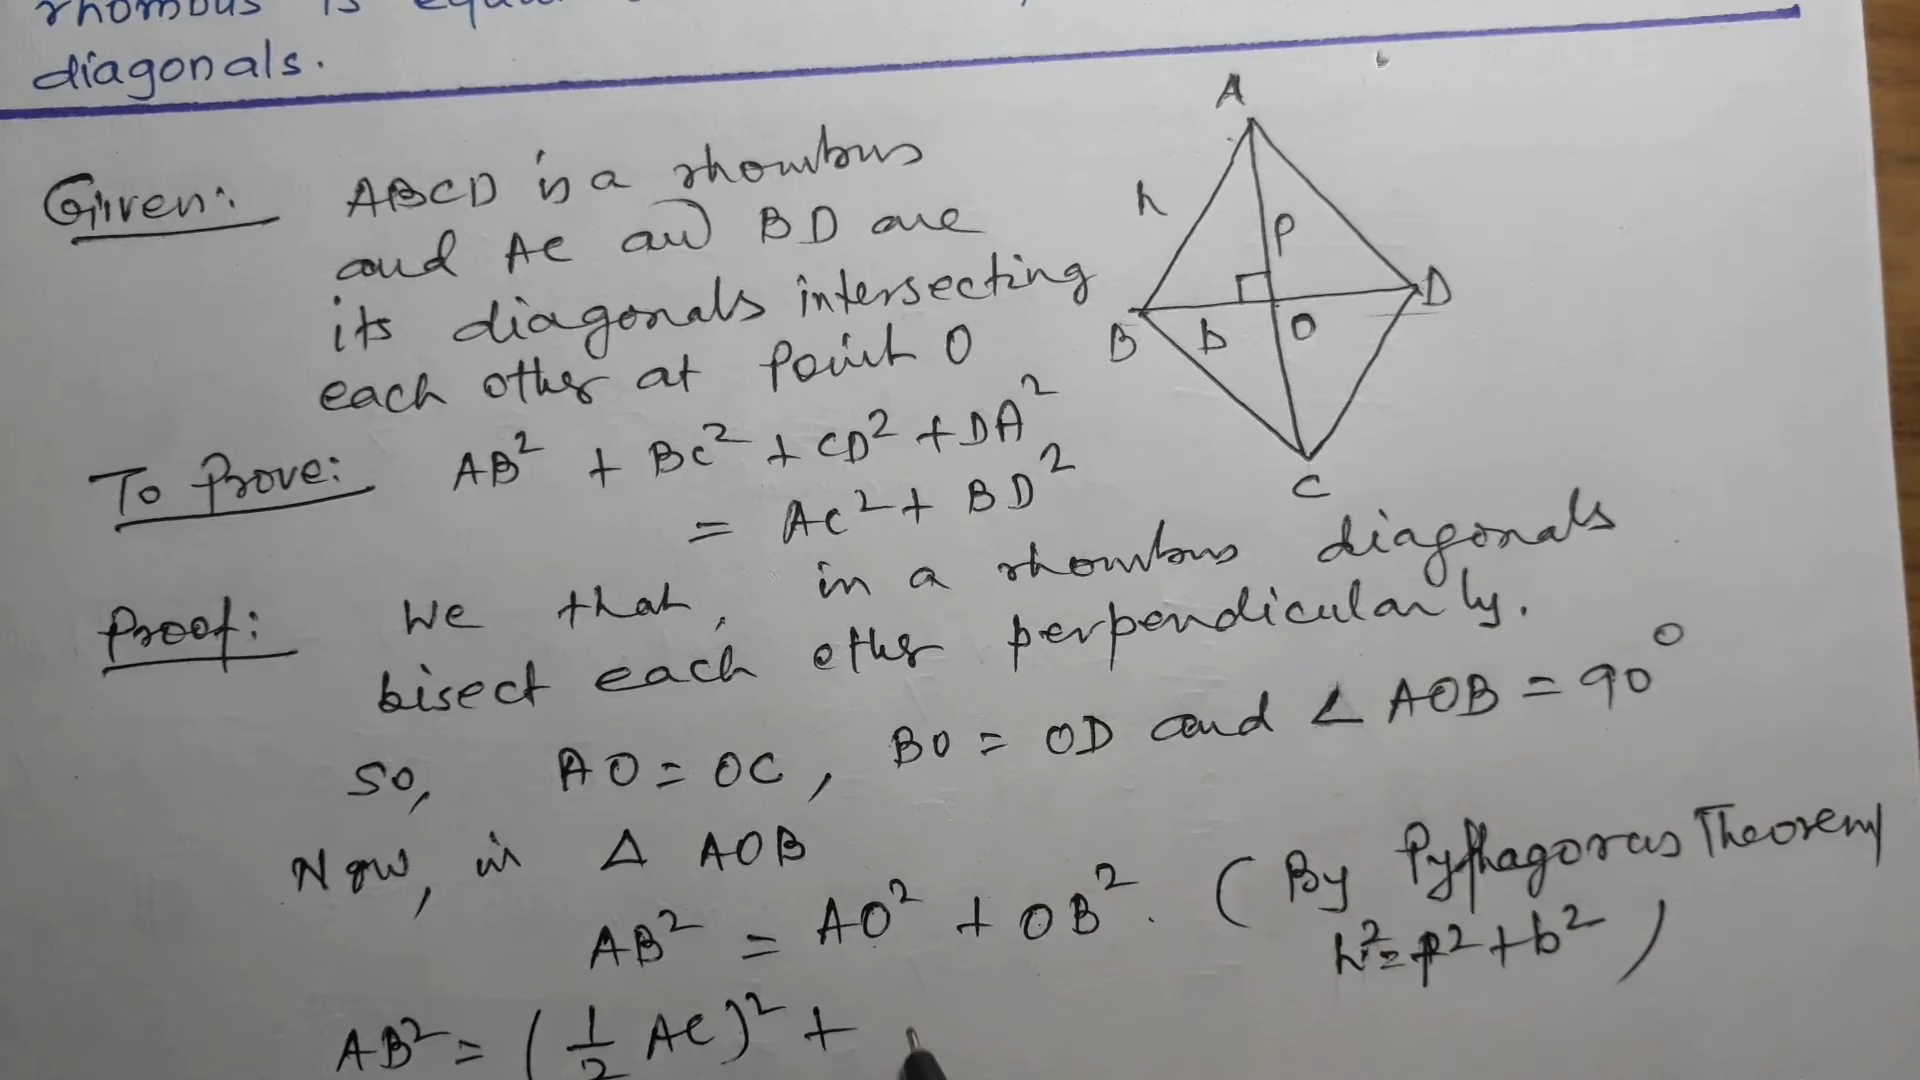 rhombus is equal
diagonals.
Given: ABCD is a rhombus
and AC and BD are
its diagonals intersecting
each other at Point O
To Prove: AB² + BC² + CD² + DA²
= AC² + BD²
Proof: We that, in a rhombus diagonals
bisect each other perpendicularly.
So, AO = OC, BO = OD and ∠AOB = 90°
Now, in Δ AOB
AB² = AO² + OB². (By Pythagoras Theorem
h² = p² + b²)
AB² = (1/2 AC)² +
A
h
P
B
b
O
D
C